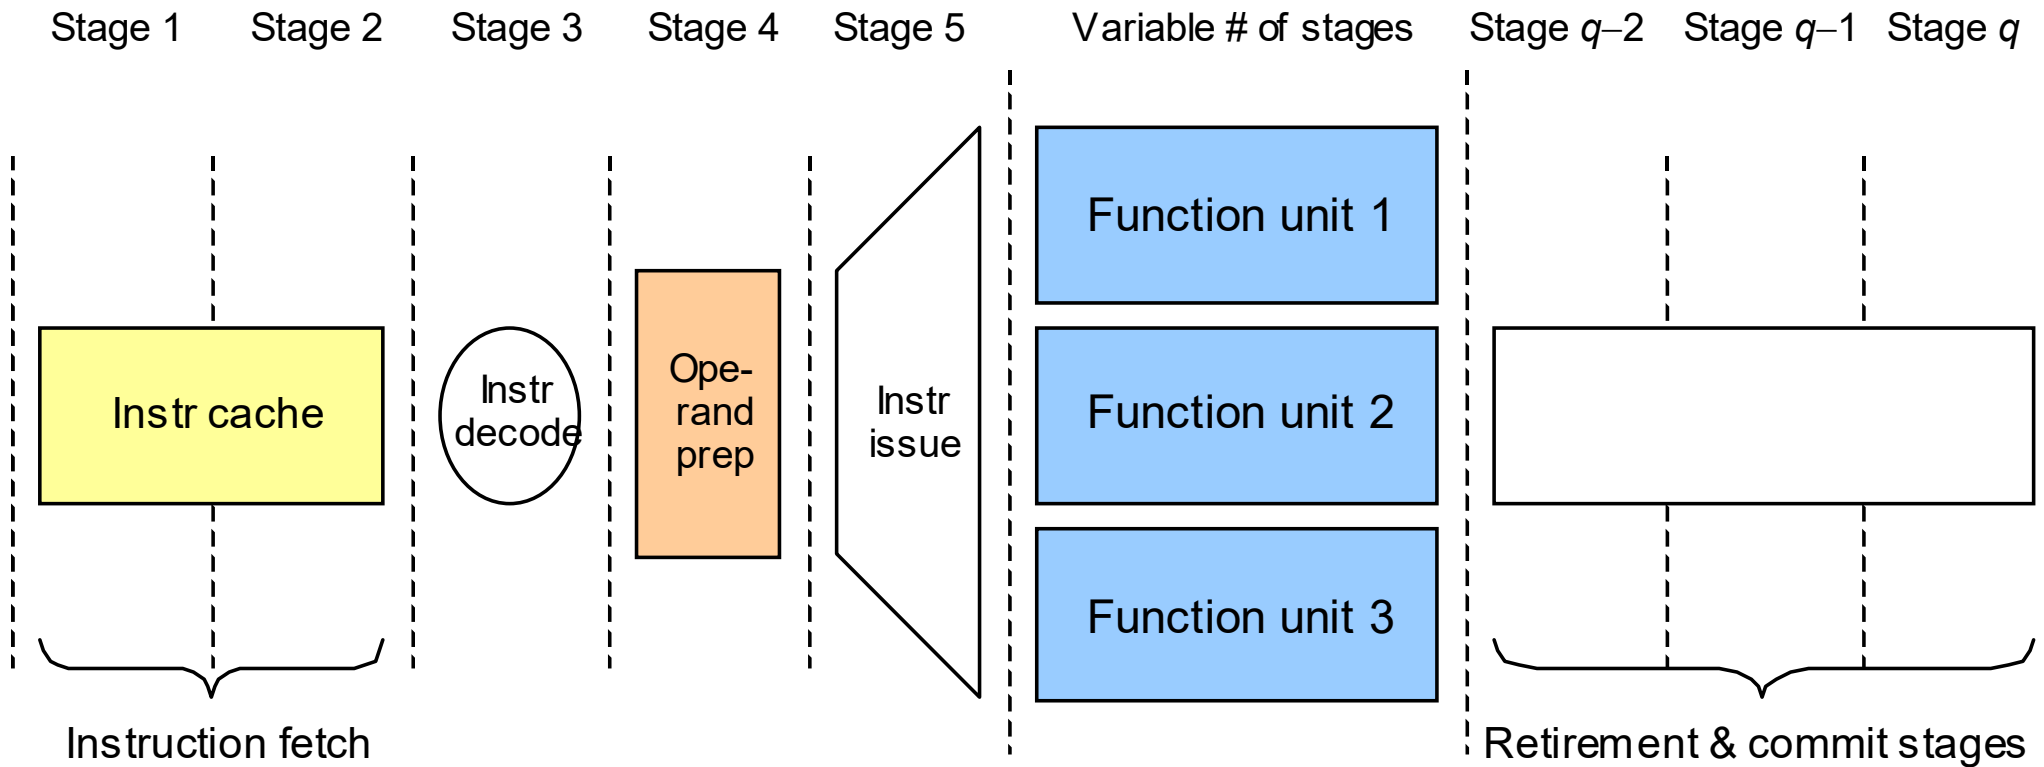 Stage 1 Stage 2 Stage 3 Stage 4 Stage 5 Variable # of stages Stage q–2 Stage q–1 Stage q
Instr cache
Instr
decode
Ope-
rand
prep
Instr
issue
Function unit 1
Function unit 2
Function unit 3
Instruction fetch
Retirement & commit stages